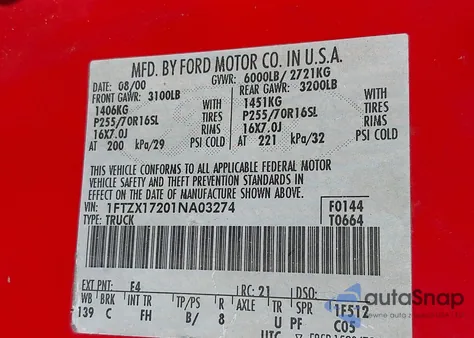 MFD. BY FORD MOTOR CO. IN U.S.A.
DATE: 08/00 GVWR: 6000LB/ 2721KG
FRONT GAWR: 3100LB REAR GAWR: 3200LB
1406KG WITH 1451KG WITH
P255/70R16SL TIRES P255/70R16SL TIRES
16X7.0J RIMS 16X7.0J RIMS
AT 200 kPa/29 PSI COLD AT 221 kPa/32 PSI COLD
THIS VEHICLE CONFORMS TO ALL APPLICABLE FEDERAL MOTOR
VEHICLE SAFETY AND THEFT PREVENTION STANDARDS IN
EFFECT ON THE DATE OF MANUFACTURE SHOWN ABOVE.
VIN: 1FTZX17201NA03274 F0144
TYPE: TRUCK T0664
EXT PNT: E4 RC: 21 DSO:
WB BRK INT TR TP/PS R AXLE TR SPR 1F512
139 C FH B/ 8 U PF C05
UTC
autoSnap